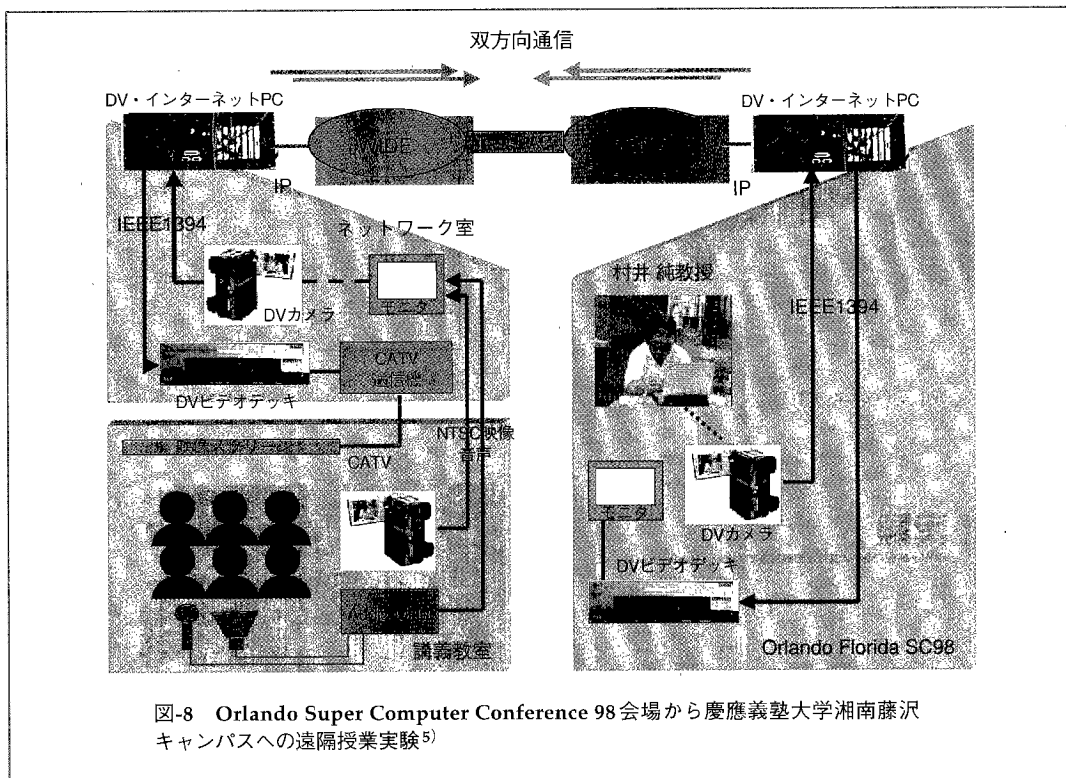 双方向通信
DV・インターネットPC
DV・インターネットPC
WIDE
IP
IP
IEEE1394
ネットワーク室
モニタ
DVカメラ
CATV
送信機
DVビデオデッキ
村井 純教授
IEEE1394
NTSC映像
音声
CATV
モニタ
DVカメラ
DVビデオデッキ
講義教室
Orlando Florida SC98
図-8 Orlando Super Computer Conference 98会場から慶應義塾大学湘南藤沢
キャンパスへの遠隔授業実験5)